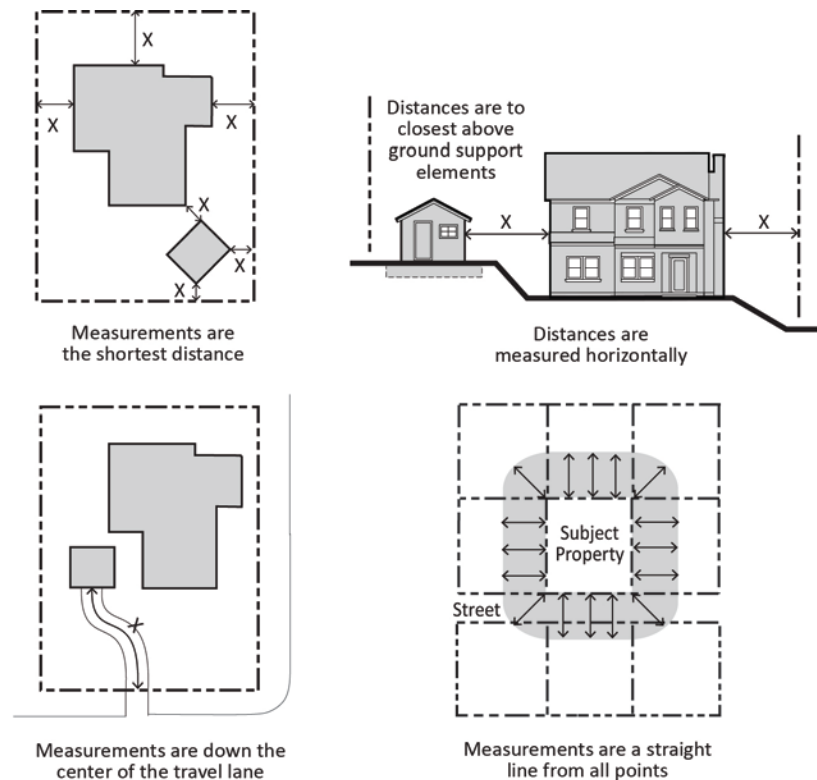 X
X
X
X
X
X
Measurements are
the shortest distance
Distances are to
closest above
ground support
elements
X
X
Distances are
measured horizontally
X
Measurements are down the
center of the travel lane
Subject
Property
Street
Measurements are a straight
line from all points